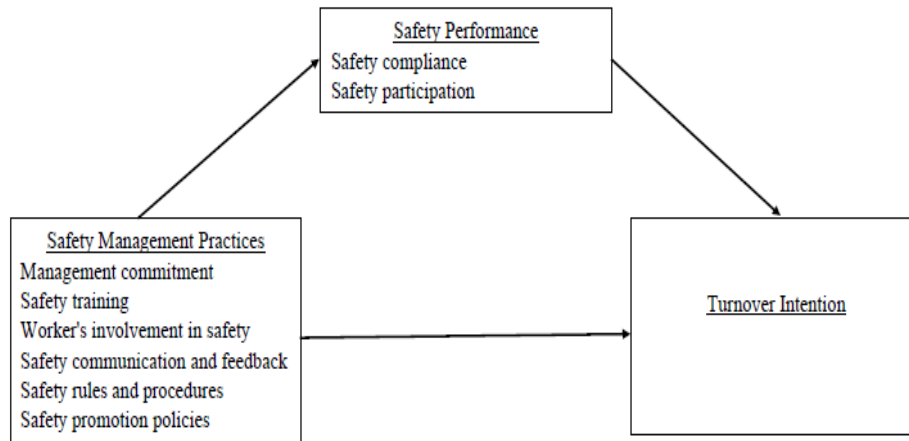 Safety Performance
Safety compliance
Safety participation
Safety Management Practices
Management commitment
Safety training
Worker's involvement in safety
Safety communication and feedback
Safety rules and procedures
Safety promotion policies
Turnover Intention